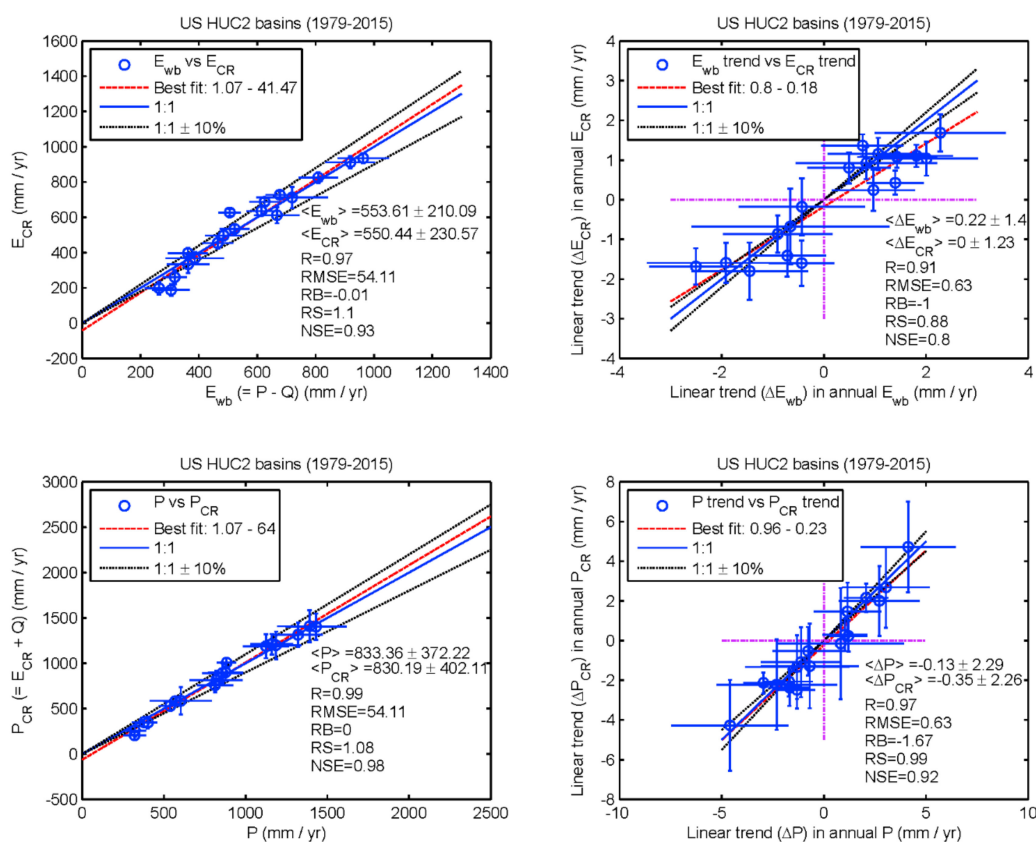 US HUC2 basins (1979-2015)
1600
1400
1200
1000
800
600
400
200
0
-200
E_CR (mm / yr)
E_wb vs E_CR
Best fit: 1.07 - 41.47
1:1
1:1 ± 10%
<E_wb> =553.61 ± 210.09
<E_CR> =550.44 ± 230.57
R=0.97
RMSE=54.11
RB=-0.01
RS=1.1
NSE=0.93
0 200 400 600 800 1000 1200 1400
E_wb (= P - Q) (mm / yr)
US HUC2 basins (1979-2015)
4
3
2
1
0
-1
-2
-3
-4
Linear trend (ΔE_CR) in annual E_CR (mm / yr)
E_wb trend vs E_CR trend
Best fit: 0.8 - 0.18
1:1
1:1 ± 10%
<ΔE_wb> =0.22 ± 1.4
<ΔE_CR> =0 ± 1.23
R=0.91
RMSE=0.63
RB=-1
RS=0.88
NSE=0.8
-4 -2 0 2 4
Linear trend (ΔE_wb) in annual E_wb (mm / yr)
US HUC2 basins (1979-2015)
3000
2500
2000
1500
1000
500
0
-500
P_CR (= E_CR + Q) (mm / yr)
P vs P_CR
Best fit: 1.07 - 64
1:1
1:1 ± 10%
<P> =833.36 ± 372.22
<P_CR> =830.19 ± 402.11
R=0.99
RMSE=54.11
RB=0
RS=1.08
NSE=0.98
0 500 1000 1500 2000 2500
P (mm / yr)
US HUC2 basins (1979-2015)
8
6
4
2
0
-2
-4
-6
-8
Linear trend (ΔP_CR) in annual P_CR (mm / yr)
P trend vs P_CR trend
Best fit: 0.96 - 0.23
1:1
1:1 ± 10%
<ΔP> =-0.13 ± 2.29
<ΔP_CR> =-0.35 ± 2.26
R=0.97
RMSE=0.63
RB=-1.67
RS=0.99
NSE=0.92
-10 -5 0 5 10
Linear trend (ΔP) in annual P (mm / yr)